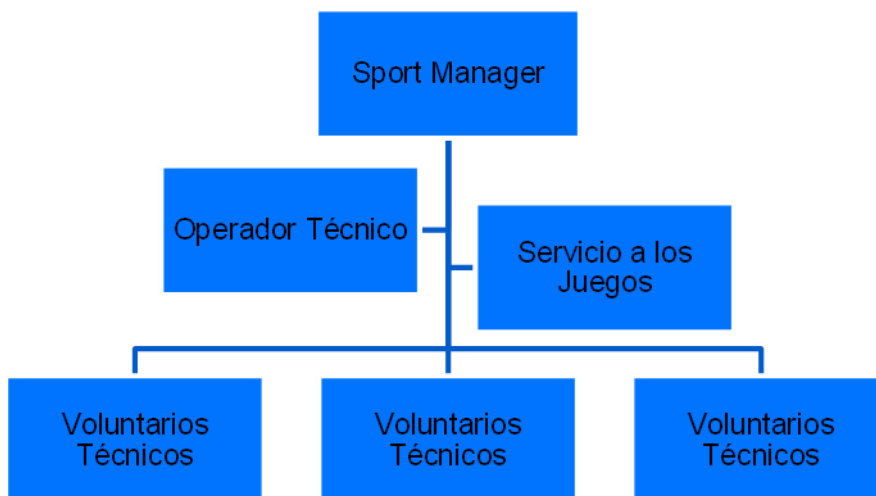 Sport Manager
Operador Técnico
Servicio a los
Juegos
Voluntarios
Técnicos
Voluntarios
Técnicos
Voluntarios
Técnicos